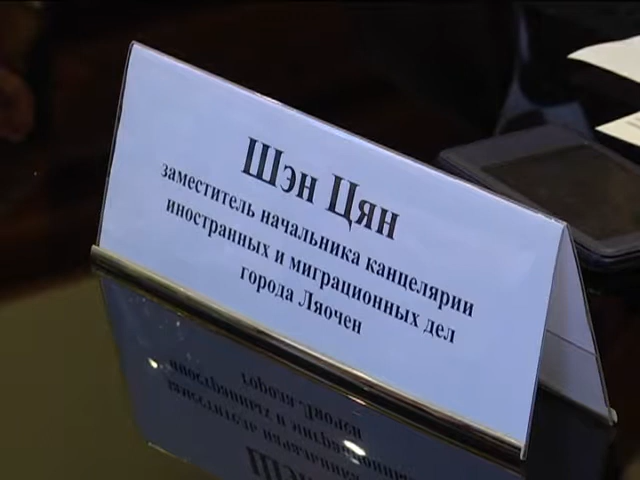 Шэн Цян
заместитель начальника канцелярии
иностранных и миграционных дел
города Ляочен